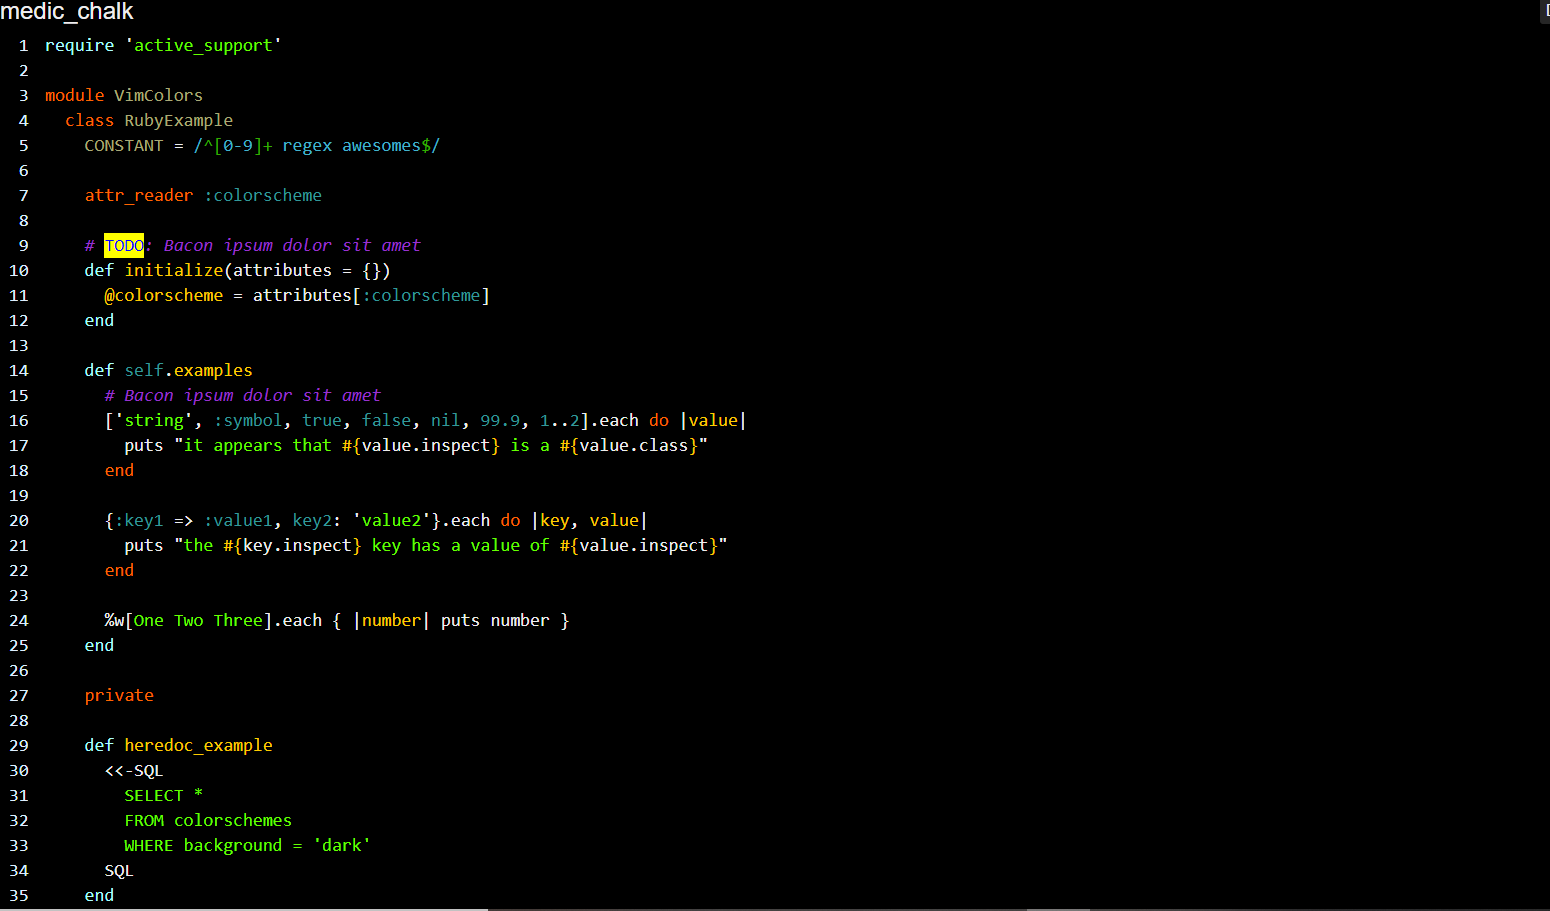 medic_chalk
1 require 'active_support'
2
3 module VimColors
4   class RubyExample
5     CONSTANT = /^[0-9]+ regex awesomes$/
6
7     attr_reader :colorscheme
8
9     # TODO: Bacon ipsum dolor sit amet
10     def initialize(attributes = {})
11       @colorscheme = attributes[:colorscheme]
12     end
13
14     def self.examples
15       # Bacon ipsum dolor sit amet
16       ['string', :symbol, true, false, nil, 99.9, 1..2].each do |value|
17         puts "it appears that #{value.inspect} is a #{value.class}"
18       end
19
20       {:key1 => :value1, key2: 'value2'}.each do |key, value|
21         puts "the #{key.inspect} key has a value of #{value.inspect}"
22       end
23
24       %w[One Two Three].each { |number| puts number }
25     end
26
27     private
28
29     def heredoc_example
30       <<-SQL
31         SELECT *
32         FROM colorschemes
33         WHERE background = 'dark'
34       SQL
35     end